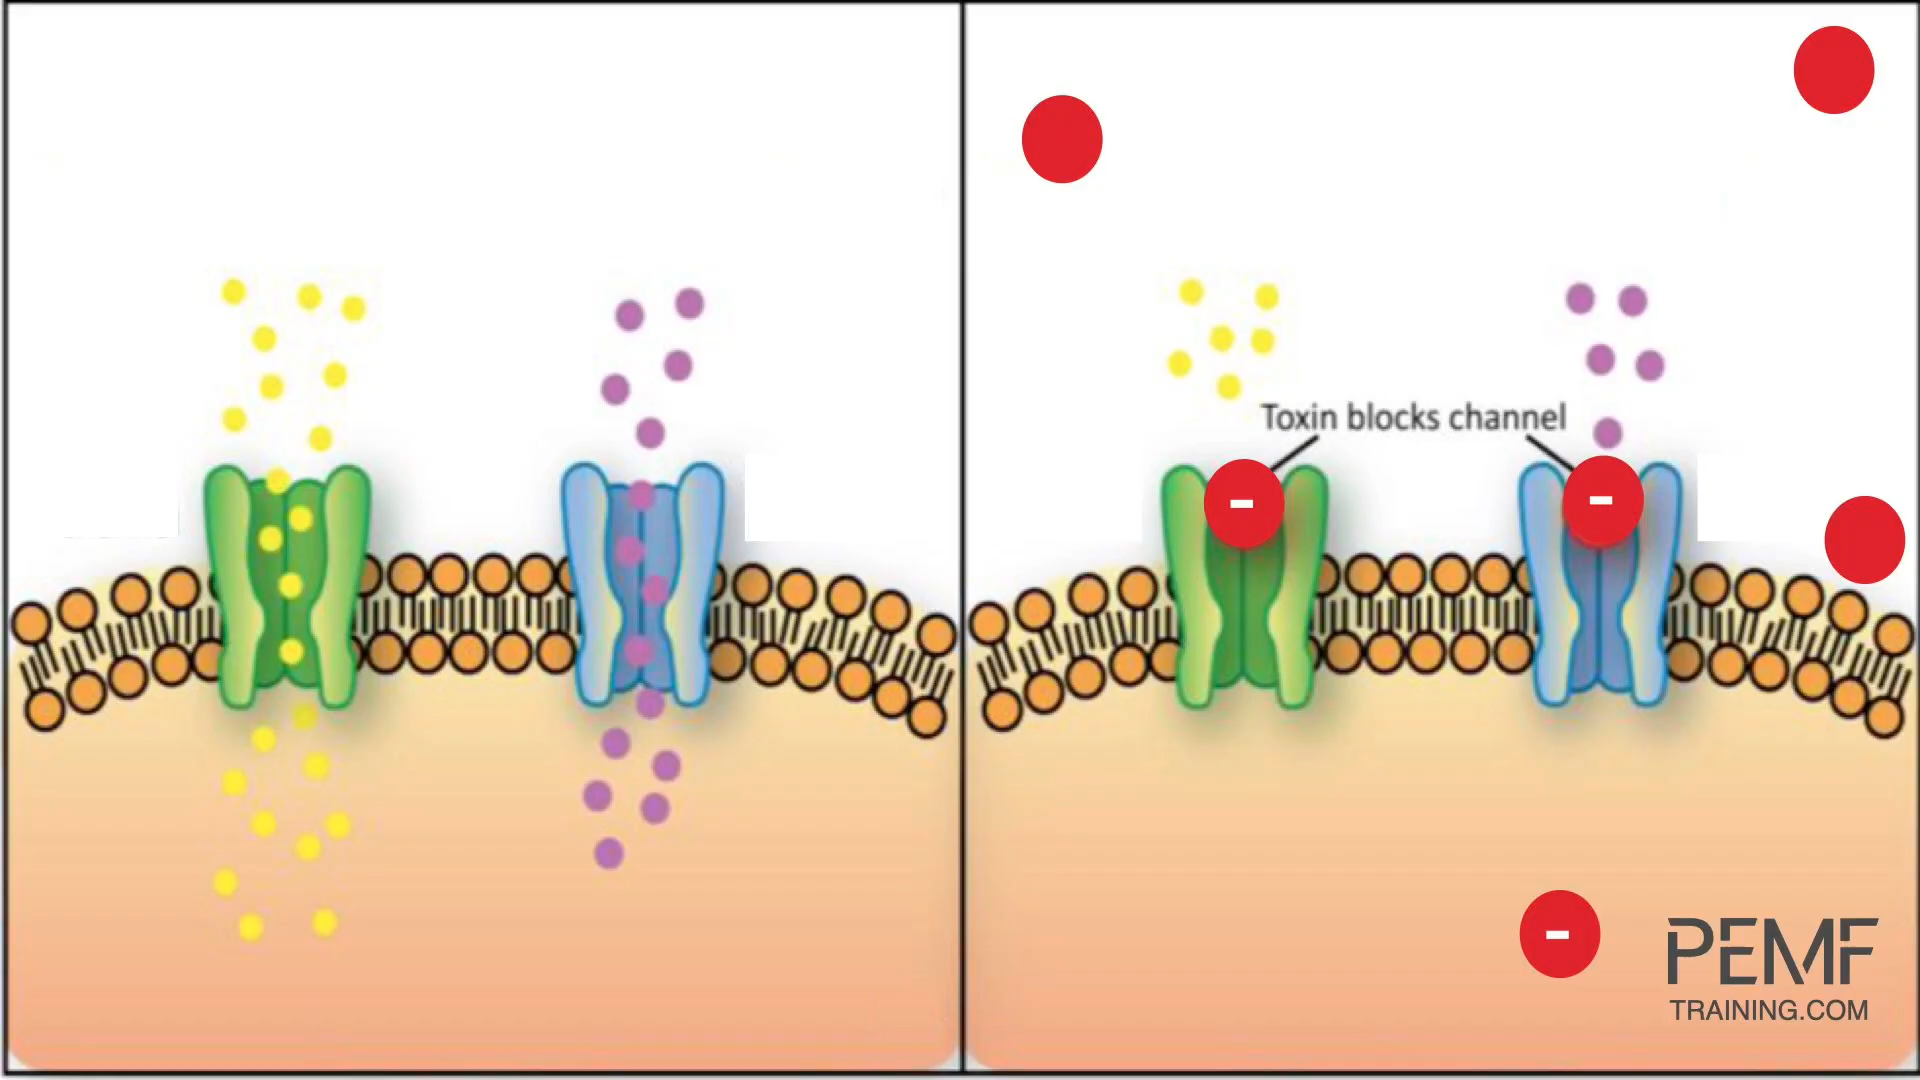 Toxin blocks channel
-
-
-
PEMF
TRAINING.COM